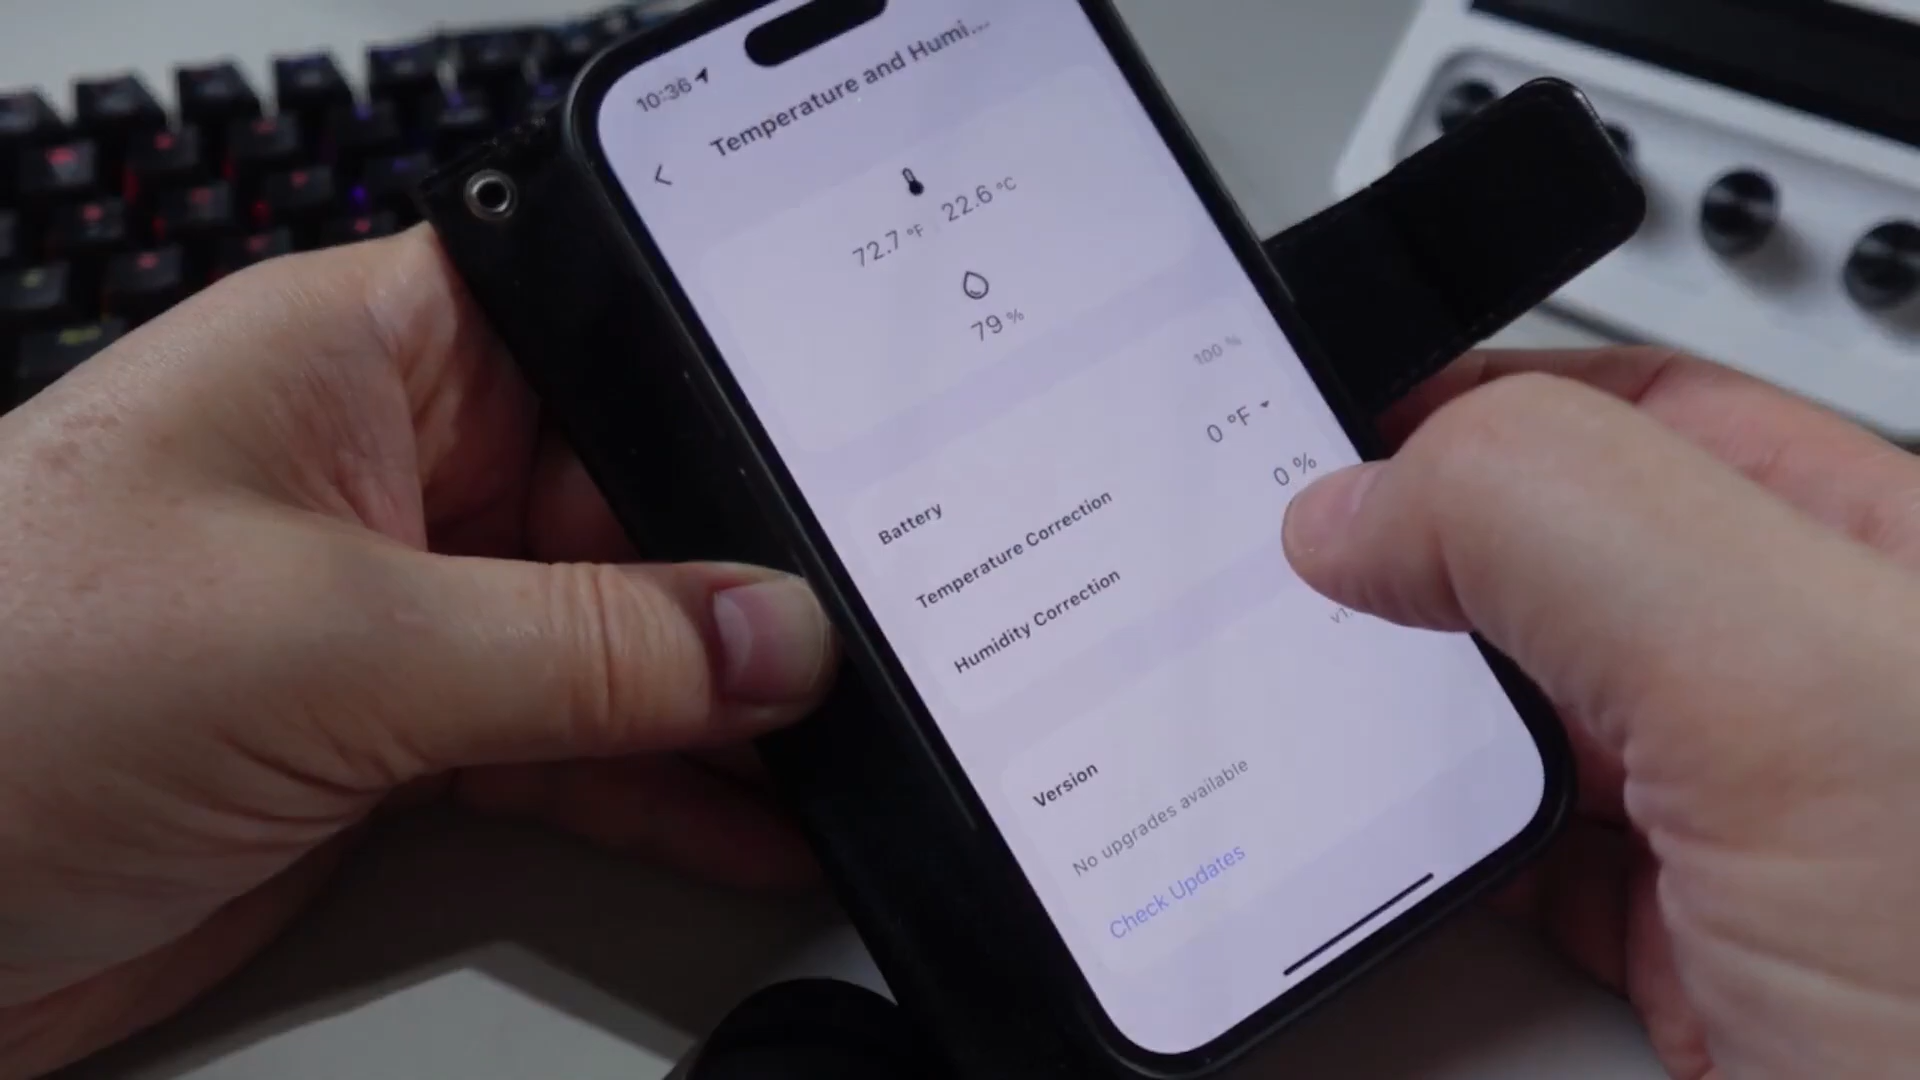 10:36
Temperature and Humi...
72.7 °F 22.6 °C
79 %
Battery 100 %
Temperature Correction 0 °F
Humidity Correction 0 %
Version v1.
No upgrades available
Check Updates